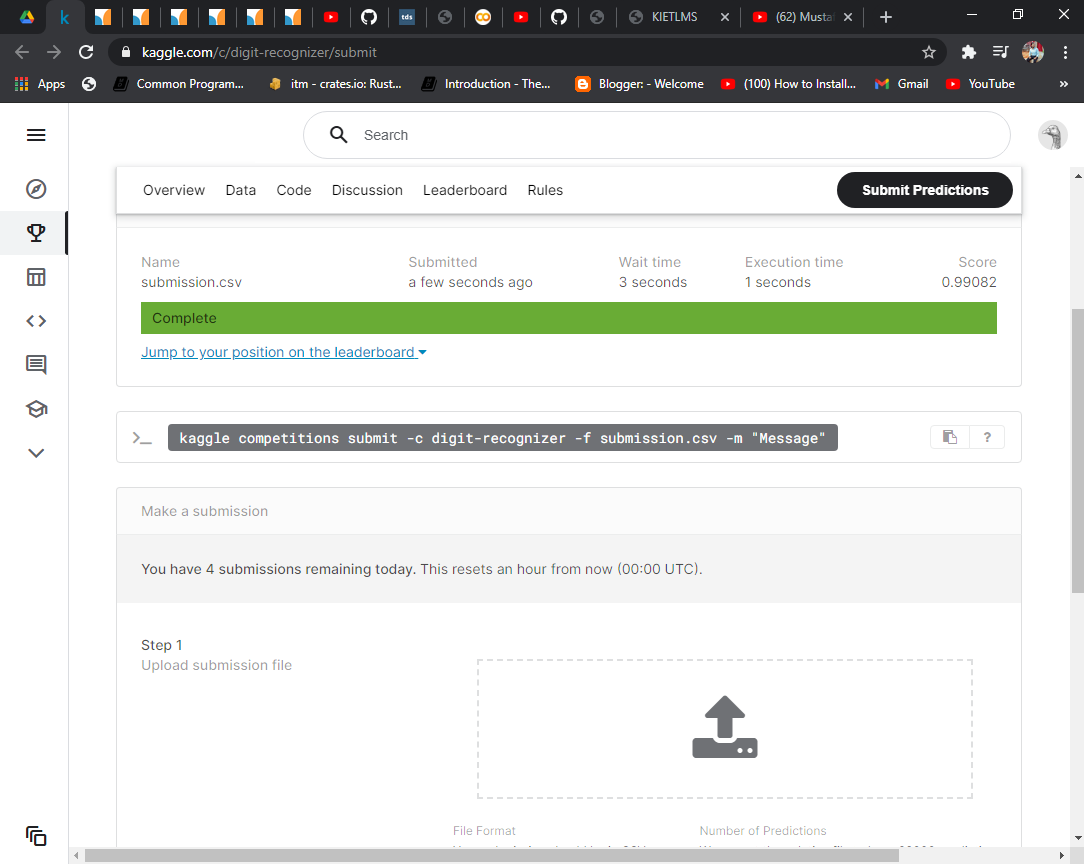 k
tds
KIETLMS
(62) Musta
kaggle.com/c/digit-recognizer/submit
Apps
Common Program...
itm - crates.io: Rust...
Introduction - The...
Blogger: - Welcome
(100) How to Install...
Gmail
YouTube
»
Search
Overview Data Code Discussion Leaderboard Rules
Submit Predictions
Name Submitted Wait time Execution time Score
submission.csv a few seconds ago 3 seconds 1 seconds 0.99082
Complete
Jump to your position on the leaderboard
>_ kaggle competitions submit -c digit-recognizer -f submission.csv -m "Message" ?
Make a submission
You have 4 submissions remaining today. This resets an hour from now (00:00 UTC).
Step 1
Upload submission file
File Format Number of Predictions